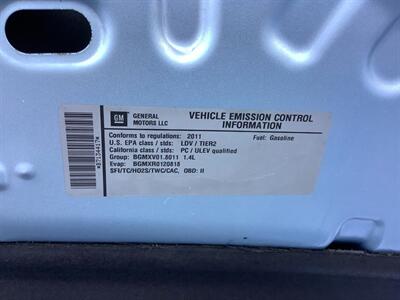 GM
GENERAL MOTORS LLC
VEHICLE EMISSION CONTROL INFORMATION
Conforms to regulations: 2011
Fuel: Gasoline
U.S. EPA class / stds: LDV / TIER2
California class / stds: PC / ULEV qualified
Group: BGMXV01.8011 1.4L
Evap: BGMXR0120818
SFI/TC/HO2S/TWC/CAC, OBD: II